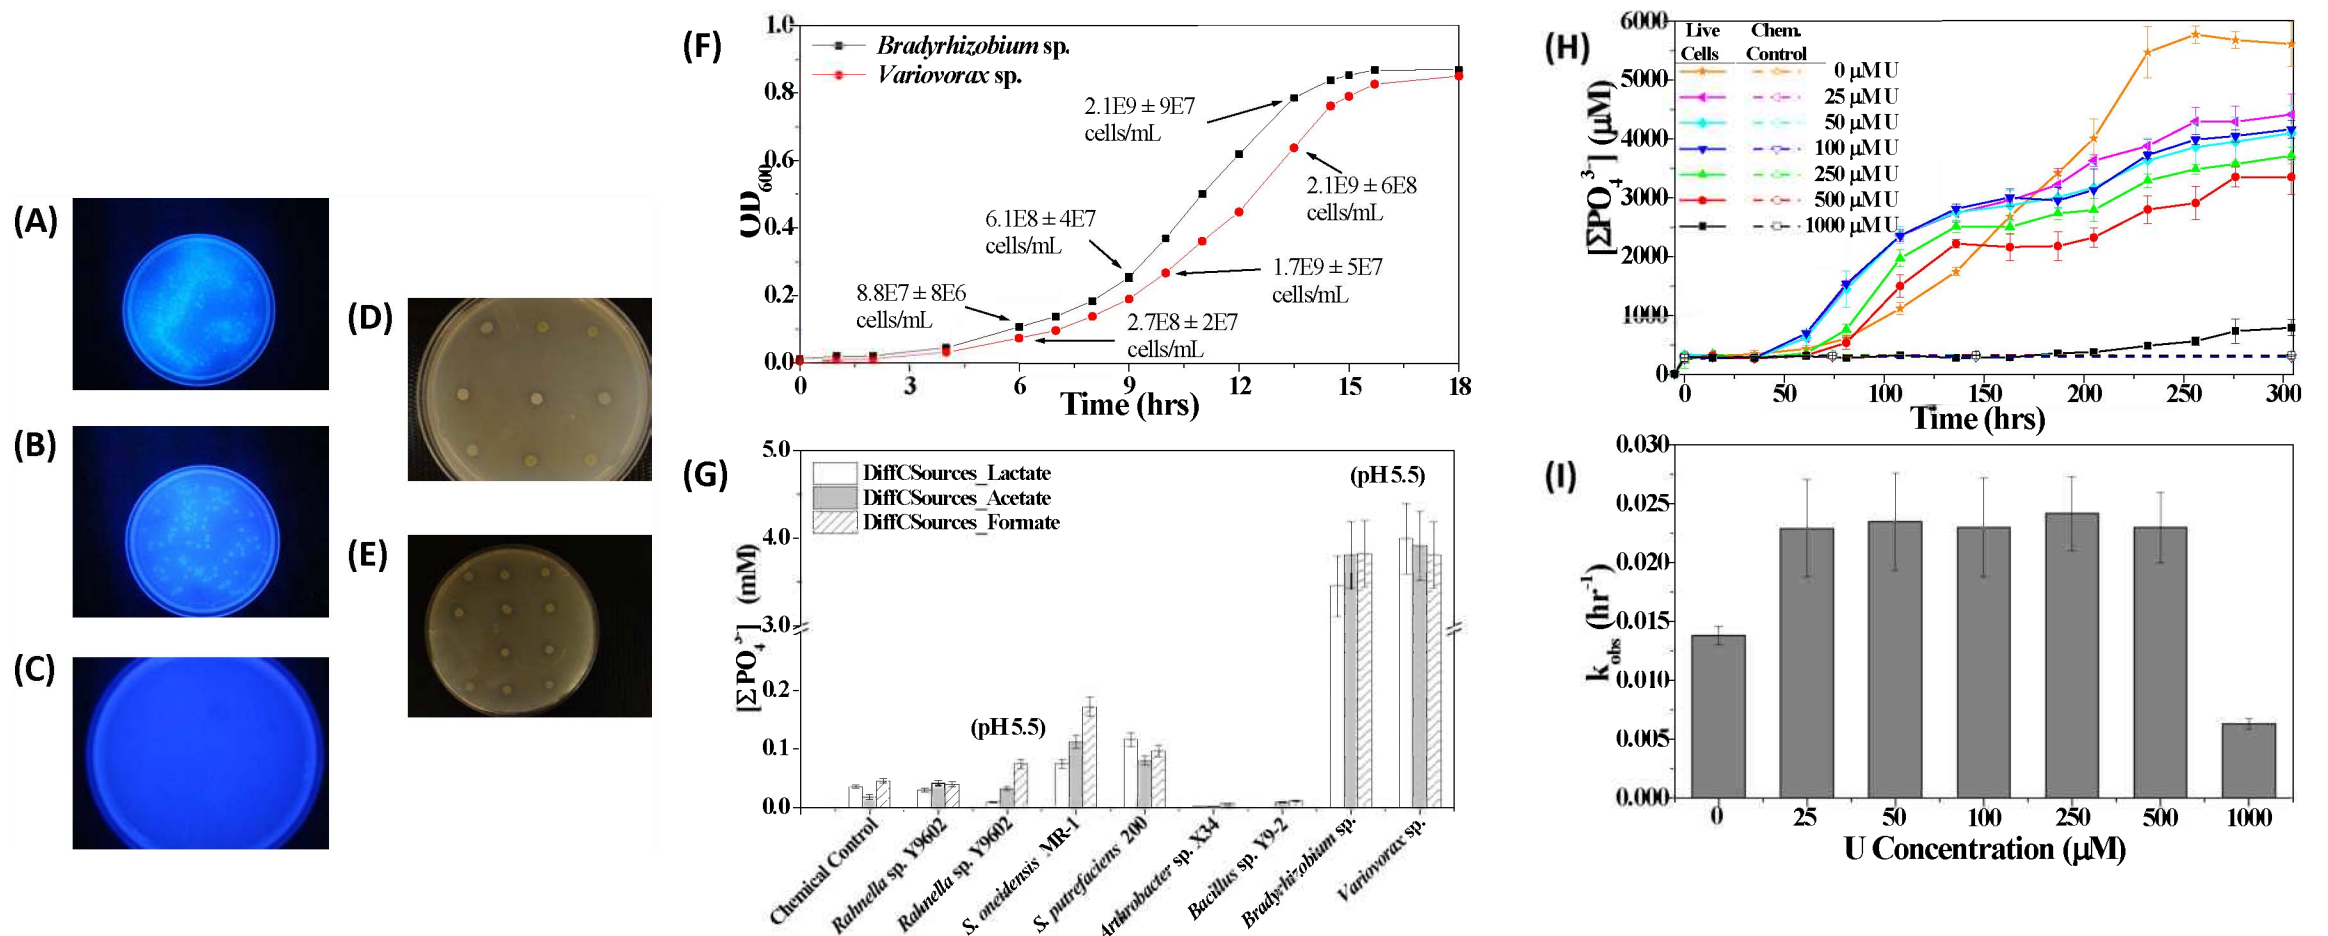 (A)
(B)
(C)
(D)
(E)
(F)
1.0
0.8
0.6
0.4
0.2
0.0
OD600
Bradyrhizobium sp.
Variovorax sp.
2.1E9 ± 9E7
cells/mL
2.1E9 ± 6E8
cells/mL
6.1E8 ± 4E7
cells/mL
1.7E9 ± 5E7
cells/mL
8.8E7 ± 8E6
cells/mL
2.7E8 ± 2E7
cells/mL
0 3 6 9 12 15 18
Time (hrs)
(G)
5.0
4.0
3.0
0.2
0.1
0.0
[ΣPO4 3-] (mM)
DiffCSources_Lactate
DiffCSources_Acetate
DiffCSources_Formate
(pH 5.5)
(pH 5.5)
Chemical Control
Rahnella sp. Y9602
Rahnella sp. Y9602
S. oneidensis MR-1
S. putrefaciens 200
Arthrobacter sp. X34
Bacillus sp. Y9-2
Bradyrhizobium sp.
Variovorax sp.
(H)
6000
5000
4000
3000
2000
1000
0
[ΣPO4 3-] (μM)
Live Chem.
Cells Control
0 μM U
25 μM U
50 μM U
100 μM U
250 μM U
500 μM U
1000 μM U
0 50 100 150 200 250 300
Time (hrs)
(I)
0.030
0.025
0.020
0.015
0.010
0.005
0.000
kobs (hr-1)
0 25 50 100 250 500 1000
U Concentration (μM)